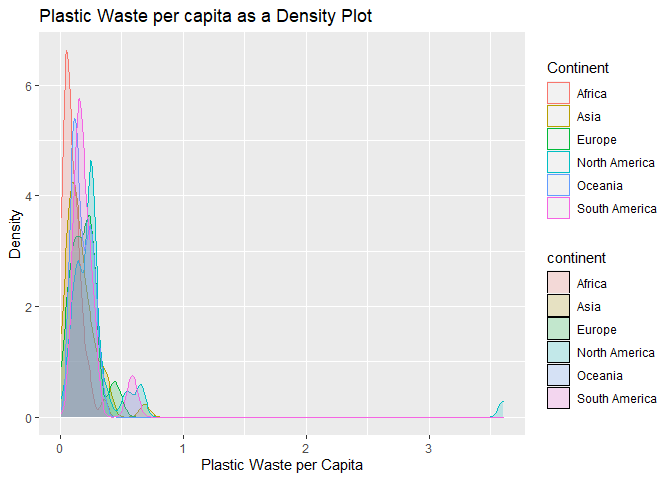 Plastic Waste per capita as a Density Plot
Density
6
4
2
0
0
1
2
3
Plastic Waste per Capita
Continent
Africa
Asia
Europe
North America
Oceania
South America
continent
Africa
Asia
Europe
North America
Oceania
South America